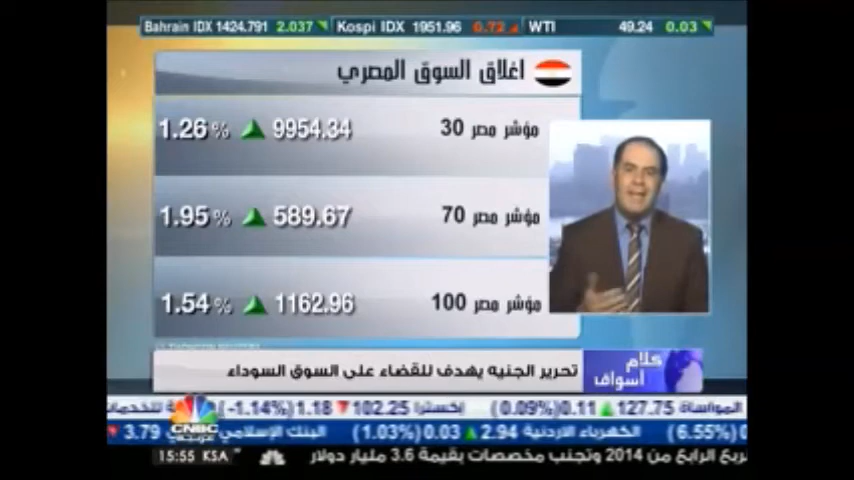 Bahrain IDX 1424.791 2.037 Kospi IDX 1951.96 0.72 WTI 49.24 0.03
اغلاق السوق المصري
مؤشر مصر 30 9954.34 1.26 %
مؤشر مصر 70 589.67 1.95 %
مؤشر مصر 100 1162.96 1.54 %
كلام أسواق
تحرير الجنيه يهدف للقضاء على السوق السوداء
المواساة 127.75 0.11 (0.09%) إكسترا 102.25 1.18 (-1.14%) للخدمات
(6.55%) الكهرباء الاردنية 2.94 0.03 (1.03%) البنك الإسلامي 3.79
CNBC عربية
ربع الرابع من 2014 وتجنب مخصصات بقيمة 3.6 مليار دولار
15:55 KSA